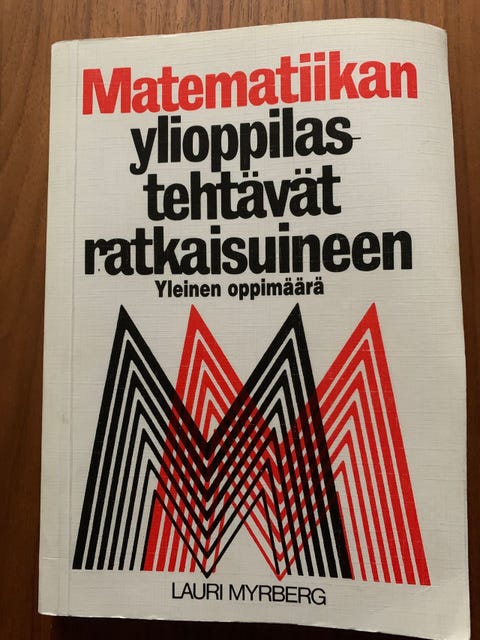 Matematiikan
ylioppilas-
tehtävät
ratkaisuineen
Yleinen oppimäärä
LAURI MYRBERG